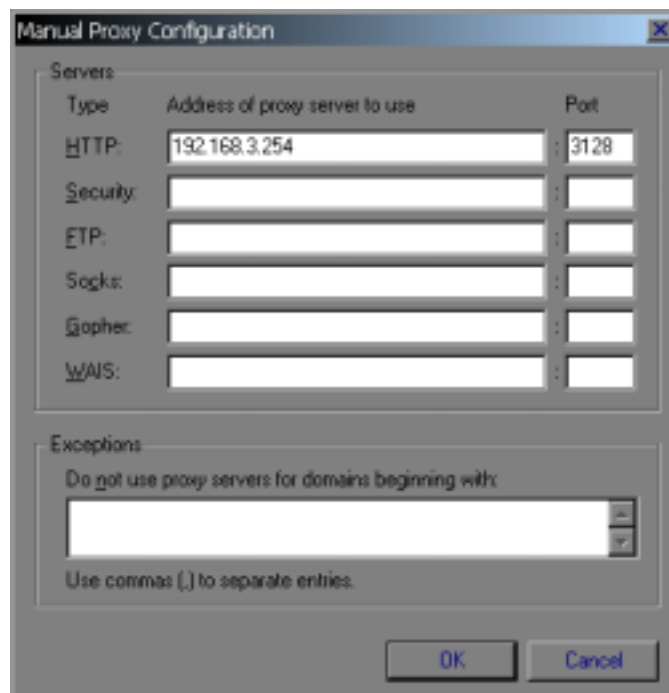 Manual Proxy Configuration
Servers
Type Address of proxy server to use Port
HTTP: 192.168.3.254 : 3128
Security: :
FTP: :
Socks: :
Gopher: :
WAIS: :
Exceptions
Do not use proxy servers for domains beginning with:
Use commas (,) to separate entries.
OK Cancel